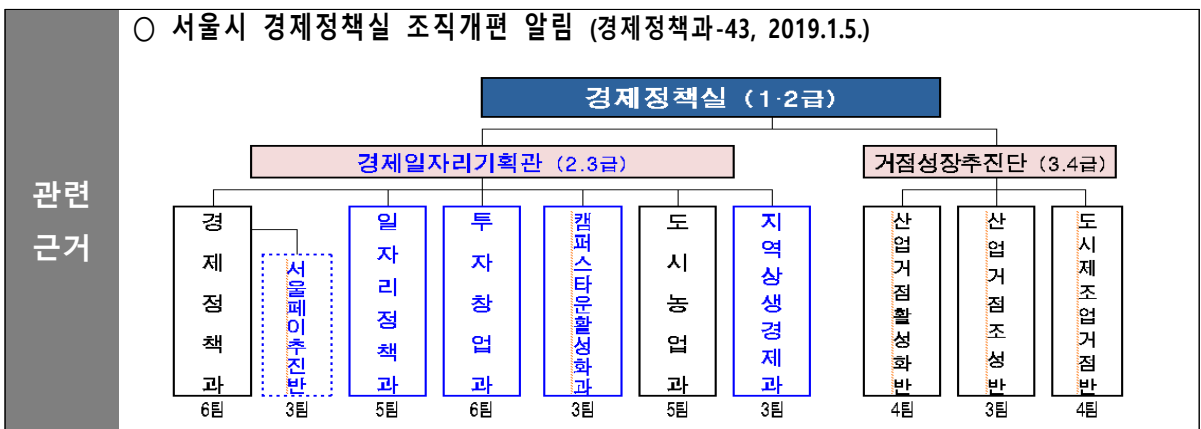 ○ 서울시 경제정책실 조직개편 알림 (경제정책과-43, 2019.1.5.)
관련
근거
경제정책실 (1·2급)
경제일자리기획관 (2.3급)
거점성장추진단 (3.4급)
경제정책과
서울페이추진반
일자리정책과
투자창업과
캠퍼스타운활성화과
도시농업과
지역상생경제과
산업거점활성화반
산업거점조성반
도시제조업거점반
6팀
3팀
5팀
6팀
3팀
5팀
3팀
4팀
3팀
4팀